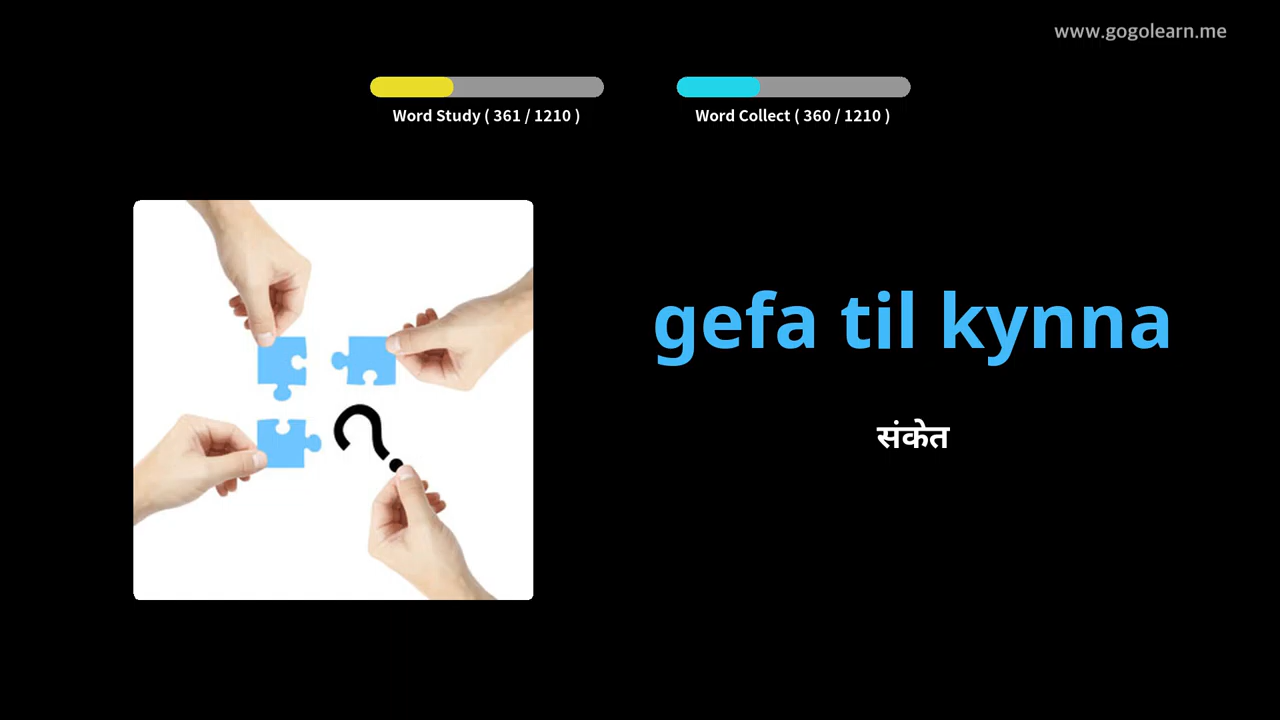 www.gogolearn.me
Word Study ( 361 / 1210 )
Word Collect ( 360 / 1210 )
gefa til kynna
संकेत
?